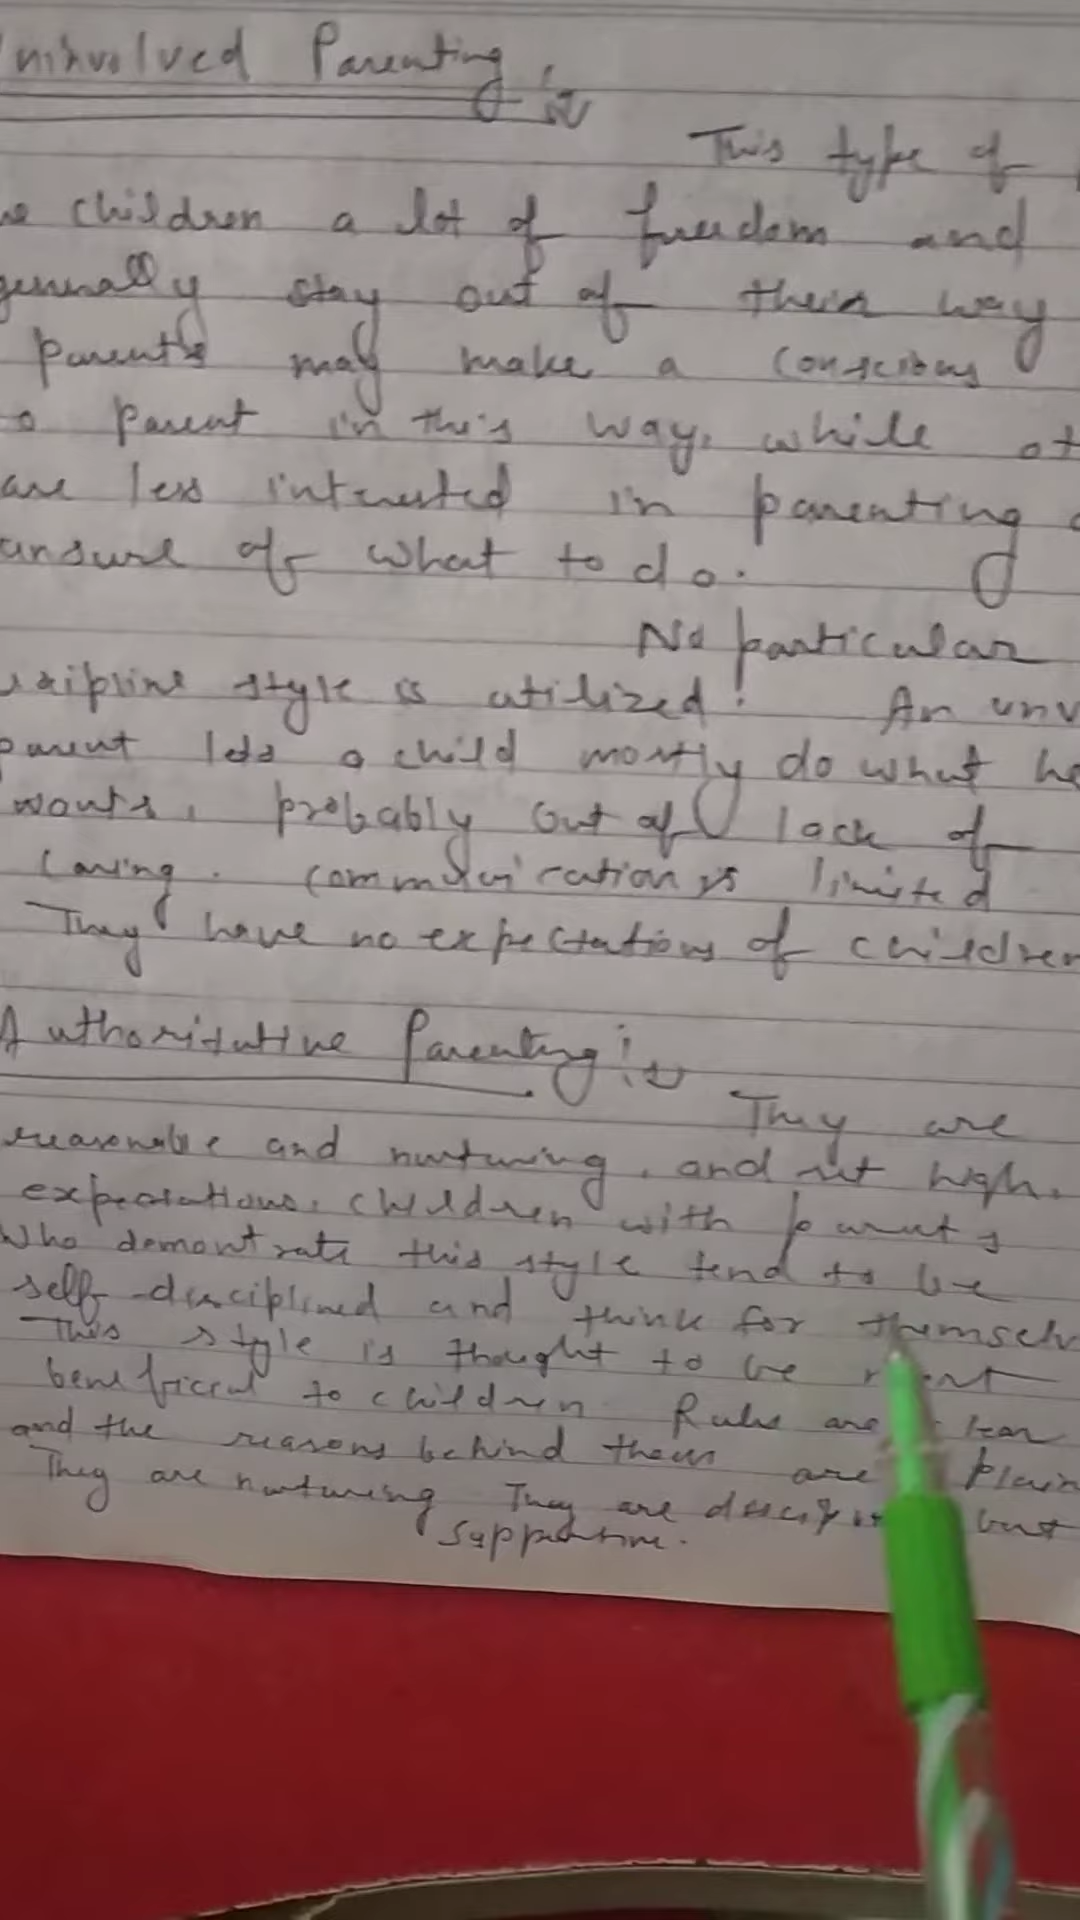 ninvolved Parenting :-
This type of
children a lot of freedom and
generally stay out of their way
parents may make a conscious
o parent in this way, while ot
are less interested in parenting
unsure of what to do.
No particular
scipline style is utilized. An unv
parent lets a child mostly do what he
wants, probably out of lack of
caring. communication is limited
They have no expectations of children
Authoritative Parenting :-
They are
reasonable and nurturing, and set high
expectations. children with parents
who demontrate this style tend to be
self-disciplined and think for themselv
This style is thought to be
beneficial to children Rules are
and the reasons behind them are plain
They are nurturing They are but
supportive.